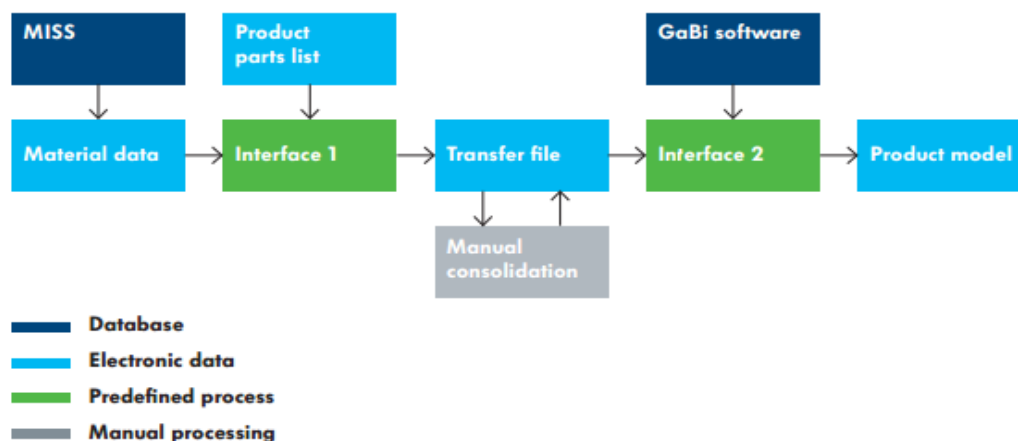 MISS
Product
parts list
GaBi software
Material data
Interface 1
Transfer file
Interface 2
Product model
Manual
consolidation
Database
Electronic data
Predefined process
Manual processing